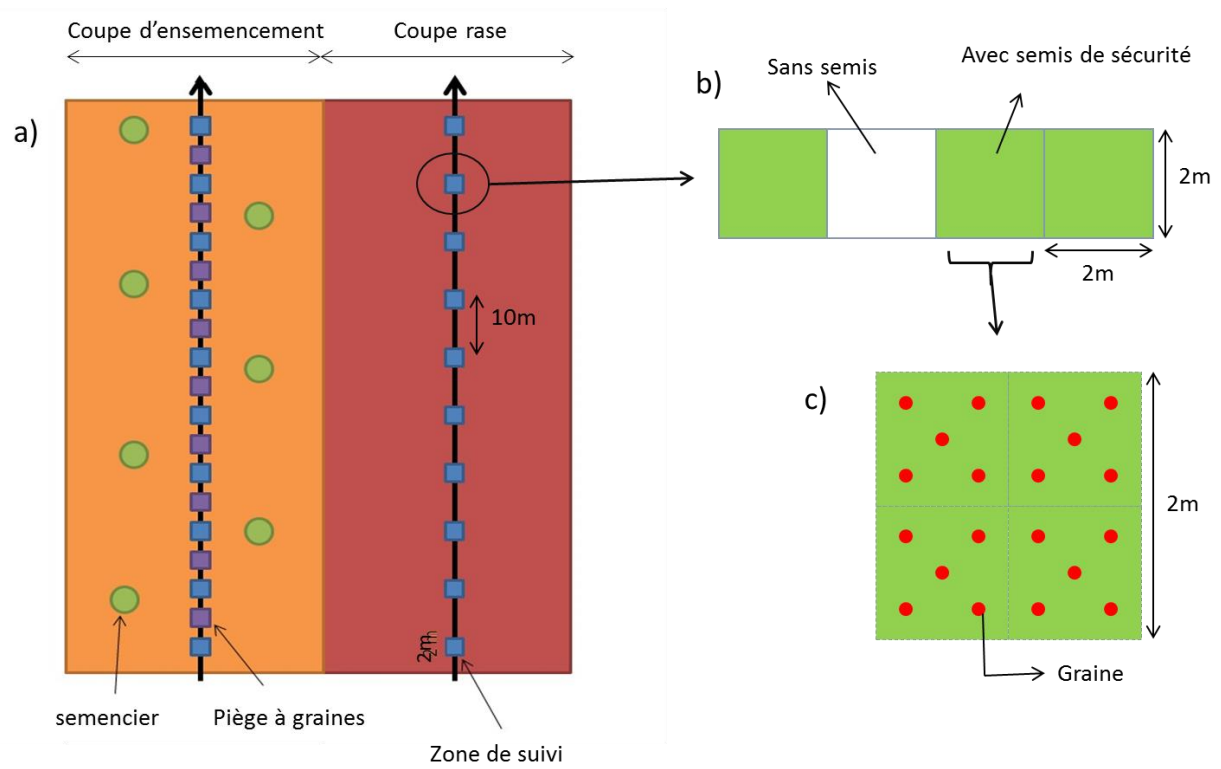 Coupe d'ensemencement
Coupe rase
a)
10m
2m
semencier
Piège à graines
Zone de suivi
b)
Sans semis
Avec semis de sécurité
2m
2m
c)
2m
Graine